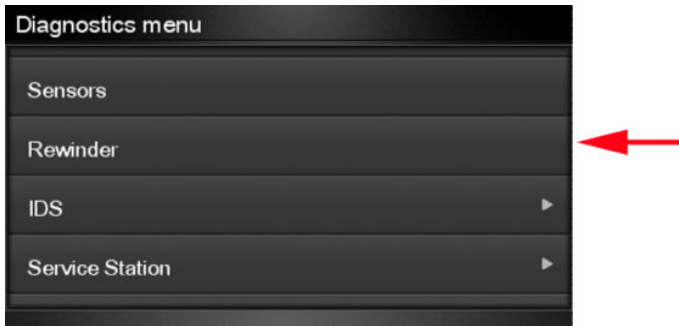 Diagnostics menu
Sensors
Rewinder
IDS
Service Station